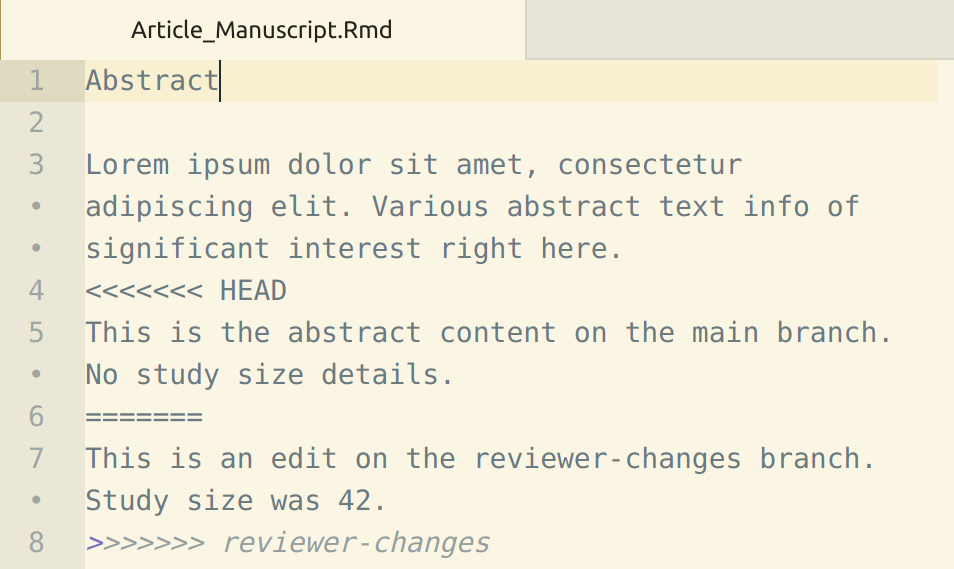 Article_Manuscript.Rmd
1 Abstract
2
3 Lorem ipsum dolor sit amet, consectetur
• adipiscing elit. Various abstract text info of
• significant interest right here.
4 <<<<<<< HEAD
5 This is the abstract content on the main branch.
• No study size details.
6 =======
7 This is an edit on the reviewer-changes branch.
• Study size was 42.
8 >>>>>>> reviewer-changes